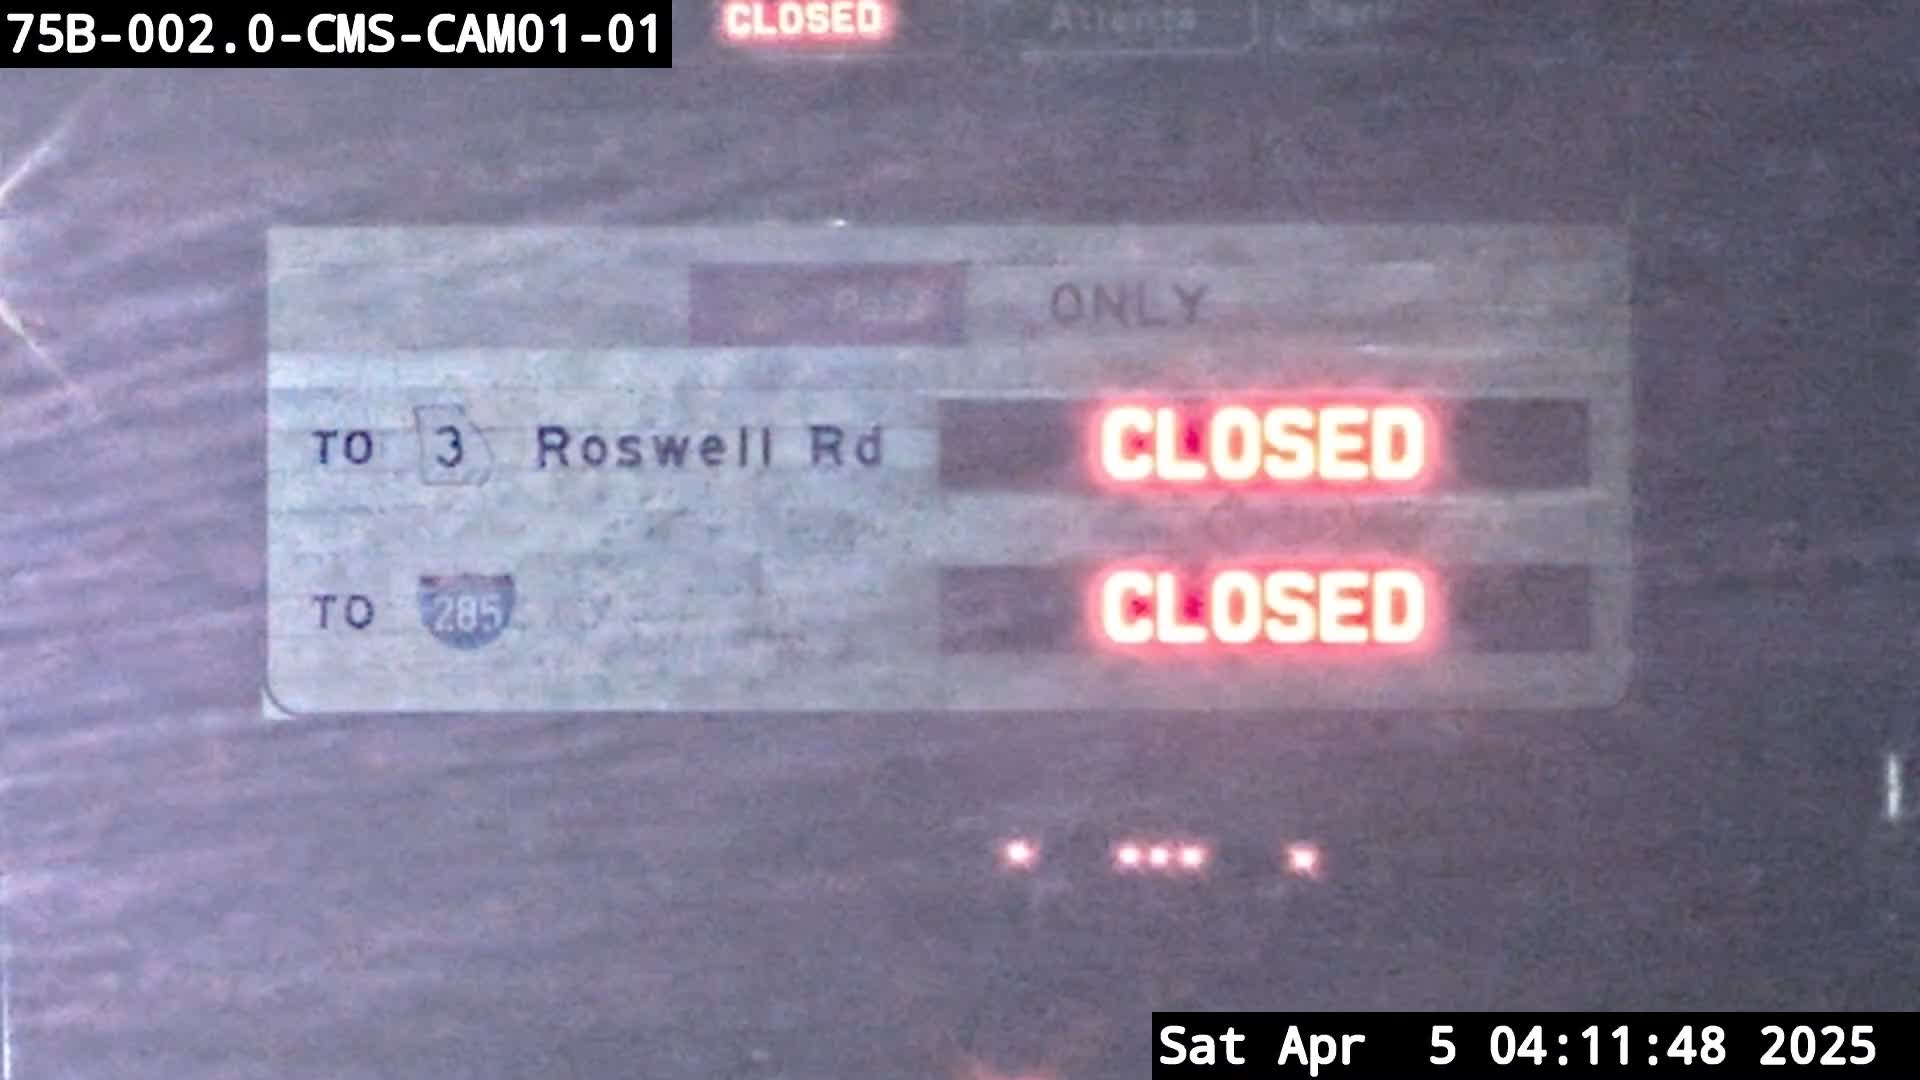 75B-002.0-CMS-CAM01-01
CLOSED
Pass ONLY
TO 3 Roswell Rd CLOSED
TO 285 CLOSED
Sat Apr 5 04:11:48 2025